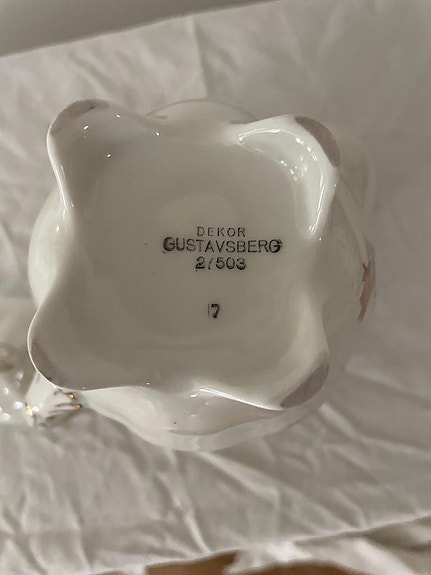 DEKOR
GUSTAVSBERG
2/503
17